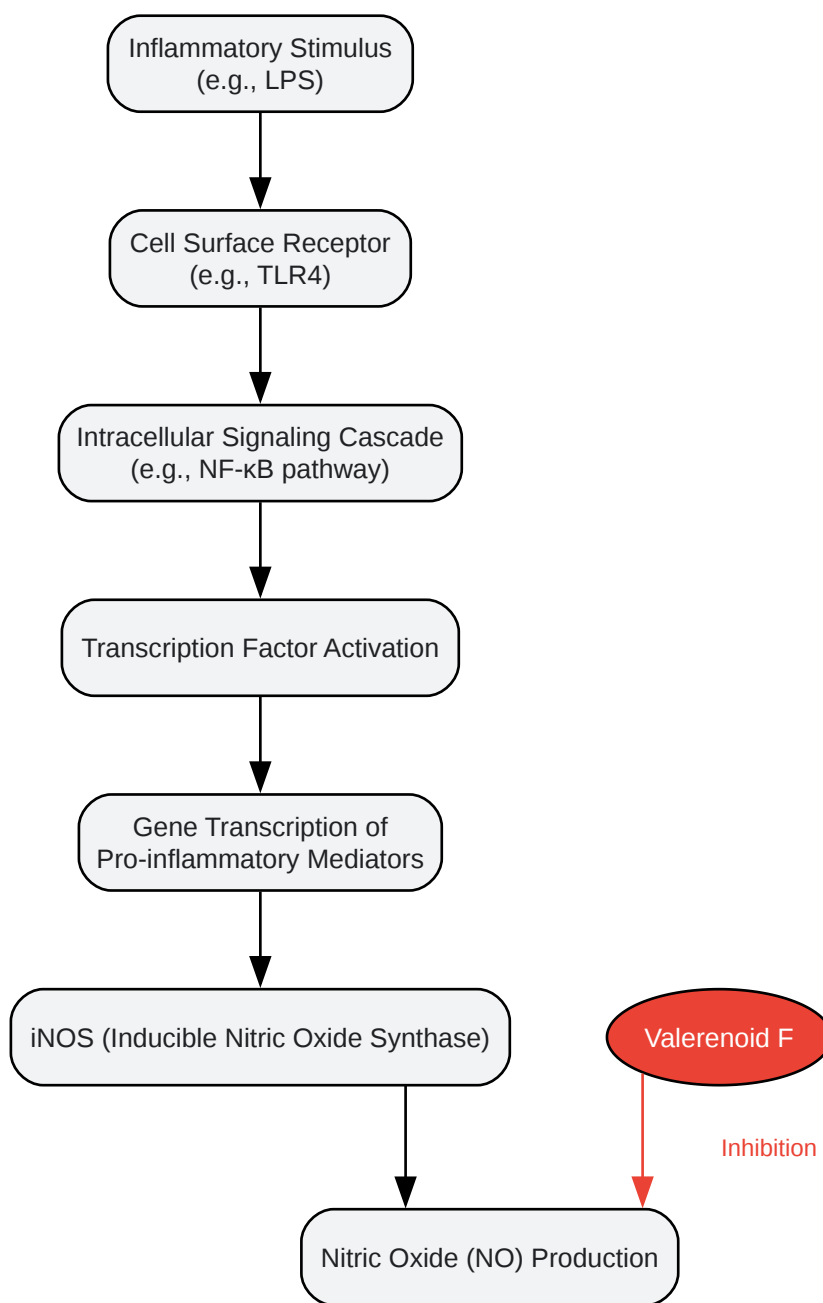 Inflammatory Stimulus
(e.g., LPS)
Cell Surface Receptor
(e.g., TLR4)
Intracellular Signaling Cascade
(e.g., NF-κB pathway)
Transcription Factor Activation
Gene Transcription of
Pro-inflammatory Mediators
iNOS (Inducible Nitric Oxide Synthase)
Valerenoid F
Inhibition
Nitric Oxide (NO) Production